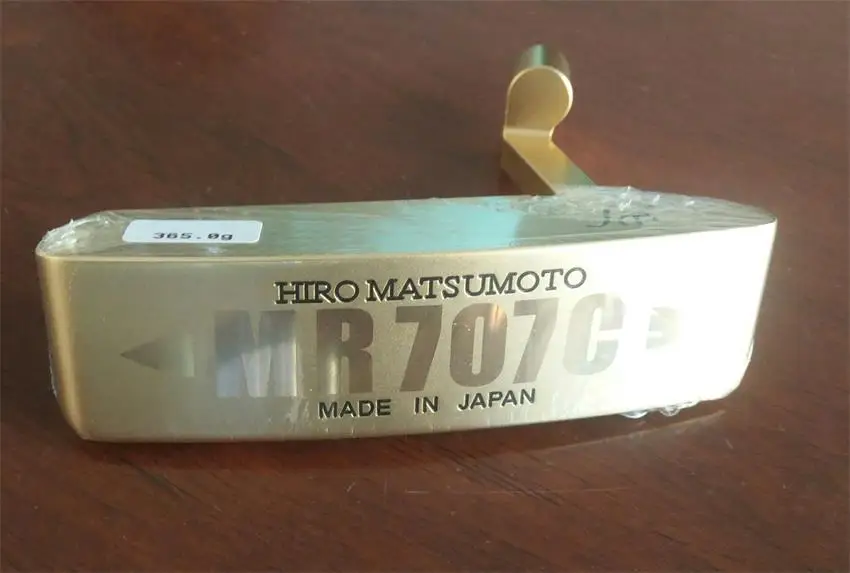 365.0g
HIRO MATSUMOTO
MR707C
MADE IN JAPAN